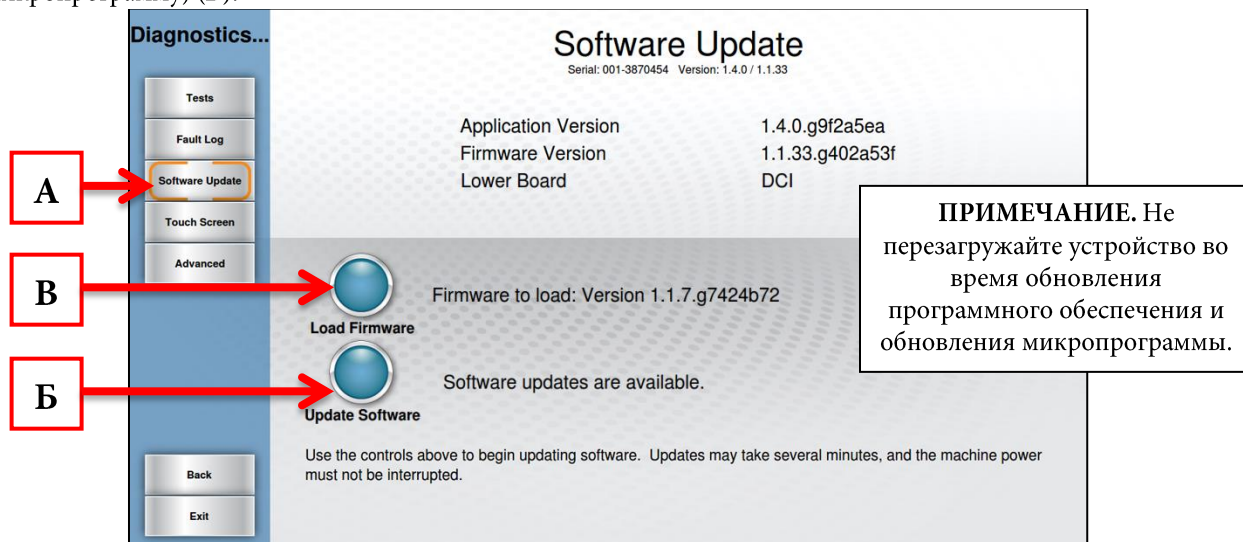 Diagnostics...
Software Update
Serial: 001-3870454 Version: 1.4.0 / 1.1.33
Tests
Fault Log
Software Update
Touch Screen
Advanced
Application Version 1.4.0.g9f2a5ea
Firmware Version 1.1.33.g402a53f
Lower Board DCI
А
В
Б
ПРИМЕЧАНИЕ. Не
перезагружайте устройство во
время обновления
программного обеспечения и
обновления микропрограммы.
Firmware to load: Version 1.1.7.g7424b72
Load Firmware
Software updates are available.
Update Software
Use the controls above to begin updating software. Updates may take several minutes, and the machine power
must not be interrupted.
Back
Exit